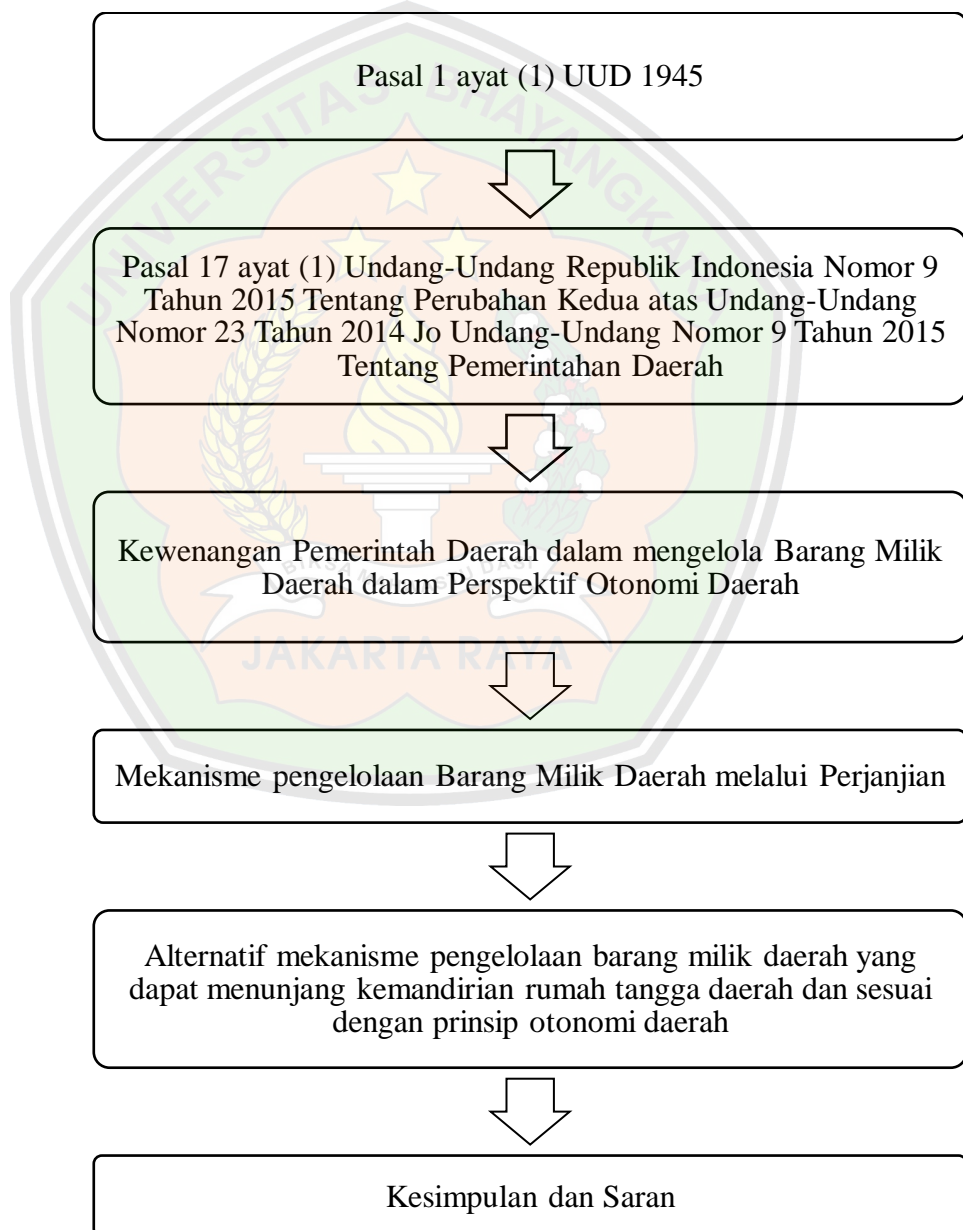 Pasal 1 ayat (1) UUD 1945
Pasal 17 ayat (1) Undang-Undang Republik Indonesia Nomor 9
Tahun 2015 Tentang Perubahan Kedua atas Undang-Undang
Nomor 23 Tahun 2014 Jo Undang-Undang Nomor 9 Tahun 2015
Tentang Pemerintahan Daerah
Kewenangan Pemerintah Daerah dalam mengelola Barang Milik
Daerah dalam Perspektif Otonomi Daerah
Mekanisme pengelolaan Barang Milik Daerah melalui Perjanjian
Alternatif mekanisme pengelolaan barang milik daerah yang
dapat menunjang kemandirian rumah tangga daerah dan sesuai
dengan prinsip otonomi daerah
Kesimpulan dan Saran
UNIVERSITAS BHAYANGKARA
JAKARTA RAYA